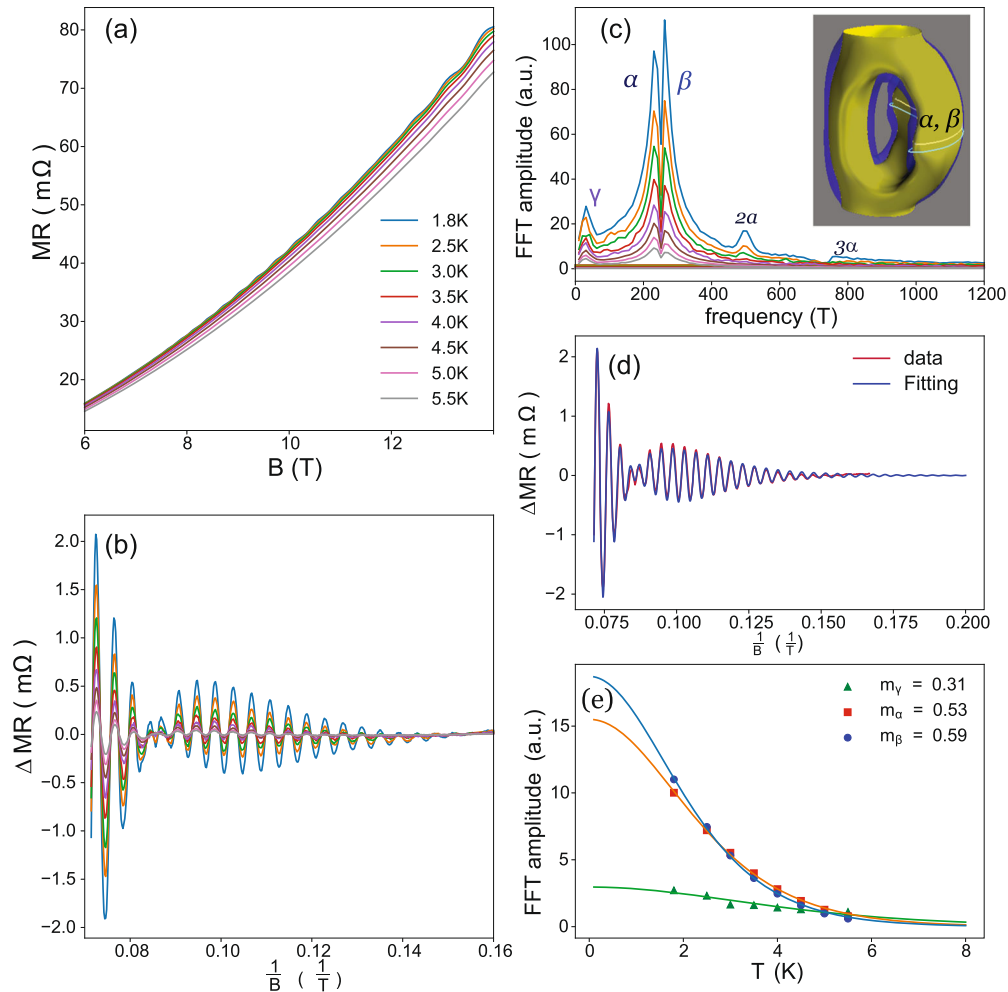 (a)
MR ( mΩ )
80
70
60
50
40
30
20
6
8
10
12
B (T)
1.8K
2.5K
3.0K
3.5K
4.0K
4.5K
5.0K
5.5K
(b)
Δ MR ( mΩ )
2.0
1.5
1.0
0.5
0.0
−0.5
−1.0
−1.5
−2.0
0.08
0.10
0.12
0.14
0.16
1/B ( 1/T )
(c)
FFT amplitude (a.u.)
120
100
80
60
40
20
0
0
200
400
600
800
1000
1200
frequency (T)
α
β
γ
2a
3α
α, β
(d)
ΔMR ( m Ω )
2
1
0
−1
−2
0.075
0.100
0.125
0.150
0.175
0.200
1/B ( 1/T )
data
Fitting
(e)
FFT amplitude (a.u.)
15
10
5
0
0
2
4
6
8
T (K)
mγ = 0.31
mα = 0.53
mβ = 0.59